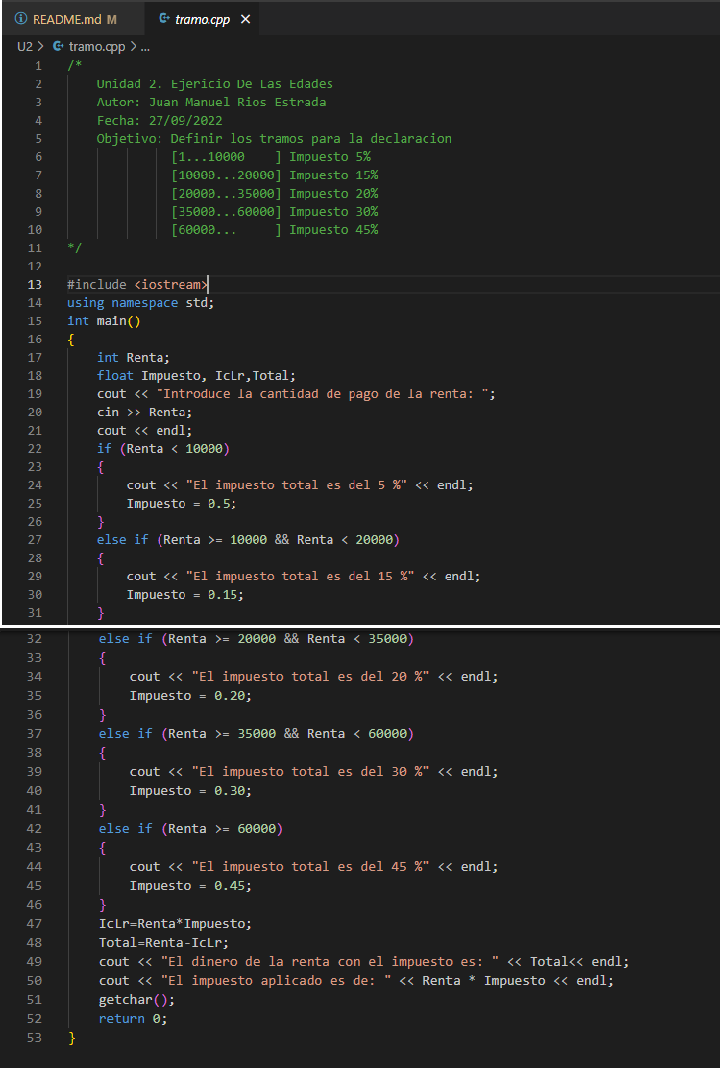 README.md M tramo.cpp ×
U2 > tramo.cpp > ...
1 /*
2 Unidad 2. Ejericio De Las Edades
3 Autor: Juan Manuel Rios Estrada
4 Fecha: 27/09/2022
5 Objetivo: Definir los tramos para la declaracion
6 [1...10000    ] Impuesto 5%
7 [10000...20000] Impuesto 15%
8 [20000...35000] Impuesto 20%
9 [35000...60000] Impuesto 30%
10 [60000...     ] Impuesto 45%
11 */
12
13 #include <iostream>
14 using namespace std;
15 int main()
16 {
17 int Renta;
18 float Impuesto, IcLr,Total;
19 cout << "Introduce la cantidad de pago de la renta: ";
20 cin >> Renta;
21 cout << endl;
22 if (Renta < 10000)
23 {
24 cout << "El impuesto total es del 5 %" << endl;
25 Impuesto = 0.5;
26 }
27 else if (Renta >= 10000 && Renta < 20000)
28 {
29 cout << "El impuesto total es del 15 %" << endl;
30 Impuesto = 0.15;
31 }
32 else if (Renta >= 20000 && Renta < 35000)
33 {
34 cout << "El impuesto total es del 20 %" << endl;
35 Impuesto = 0.20;
36 }
37 else if (Renta >= 35000 && Renta < 60000)
38 {
39 cout << "El impuesto total es del 30 %" << endl;
40 Impuesto = 0.30;
41 }
42 else if (Renta >= 60000)
43 {
44 cout << "El impuesto total es del 45 %" << endl;
45 Impuesto = 0.45;
46 }
47 IcLr=Renta*Impuesto;
48 Total=Renta-IcLr;
49 cout << "El dinero de la renta con el impuesto es: " << Total<< endl;
50 cout << "El impuesto aplicado es de: " << Renta * Impuesto << endl;
51 getchar();
52 return 0;
53 }